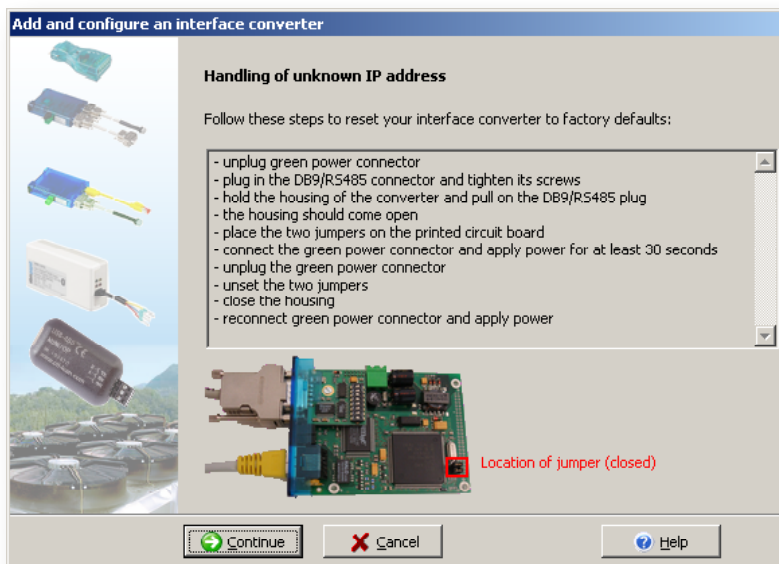 Add and configure an interface converter
Handling of unknown IP address
Follow these steps to reset your interface converter to factory defaults:
- unplug green power connector
- plug in the DB9/RS485 connector and tighten its screws
- hold the housing of the converter and pull on the DB9/RS485 plug
- the housing should come open
- place the two jumpers on the printed circuit board
- connect the green power connector and apply power for at least 30 seconds
- unplug the green power connector
- unset the two jumpers
- close the housing
- reconnect green power connector and apply power
Location of jumper (closed)
Continue
Cancel
Help